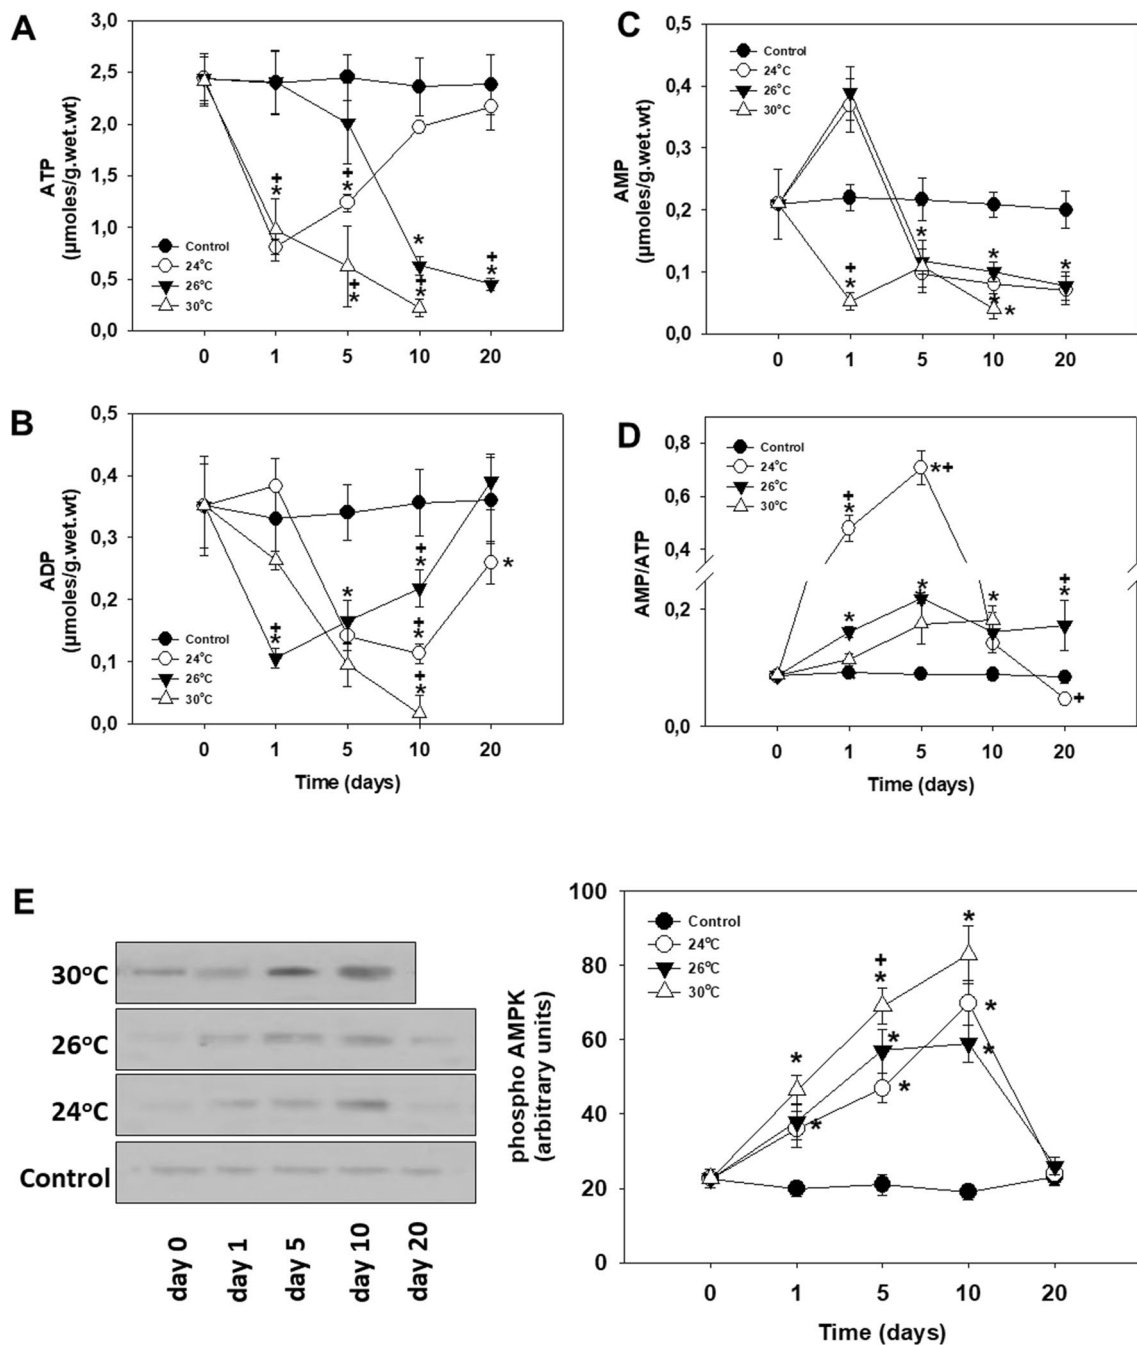 A
3,0
2,5
2,0
1,5
1,0
0,5
0,0
ATP
(µmoles/g.wet.wt)
Control
24°C
26°C
30°C
+
*
+
*
+
*
*
+
*
+
*
0 1 5 10 20
C
0,5
0,4
0,3
0,2
0,1
0,0
AMP
(µmoles/g.wet.wt)
Control
24°C
26°C
30°C
+
*
*
*
*
*
*
0 1 5 10 20
B
0,5
0,4
0,3
0,2
0,1
0,0
ADP
(µmoles/g.wet.wt)
Control
24°C
26°C
30°C
+
*
*
+
*
+
*
+
*
*
0 1 5 10 20
Time (days)
D
0,8
0,6
0,4
0,2
0,0
AMP/ATP
Control
24°C
26°C
30°C
+
*
*+
*
*
*
*
+
*
+
0 1 5 10 20
Time (days)
E
30°C
26°C
24°C
Control
day 0
day 1
day 5
day 10
day 20
100
80
60
40
20
0
phospho AMPK
(arbitrary units)
Control
24°C
26°C
30°C
*
*
+
*
*
*
*
*
*
0 1 5 10 20
Time (days)